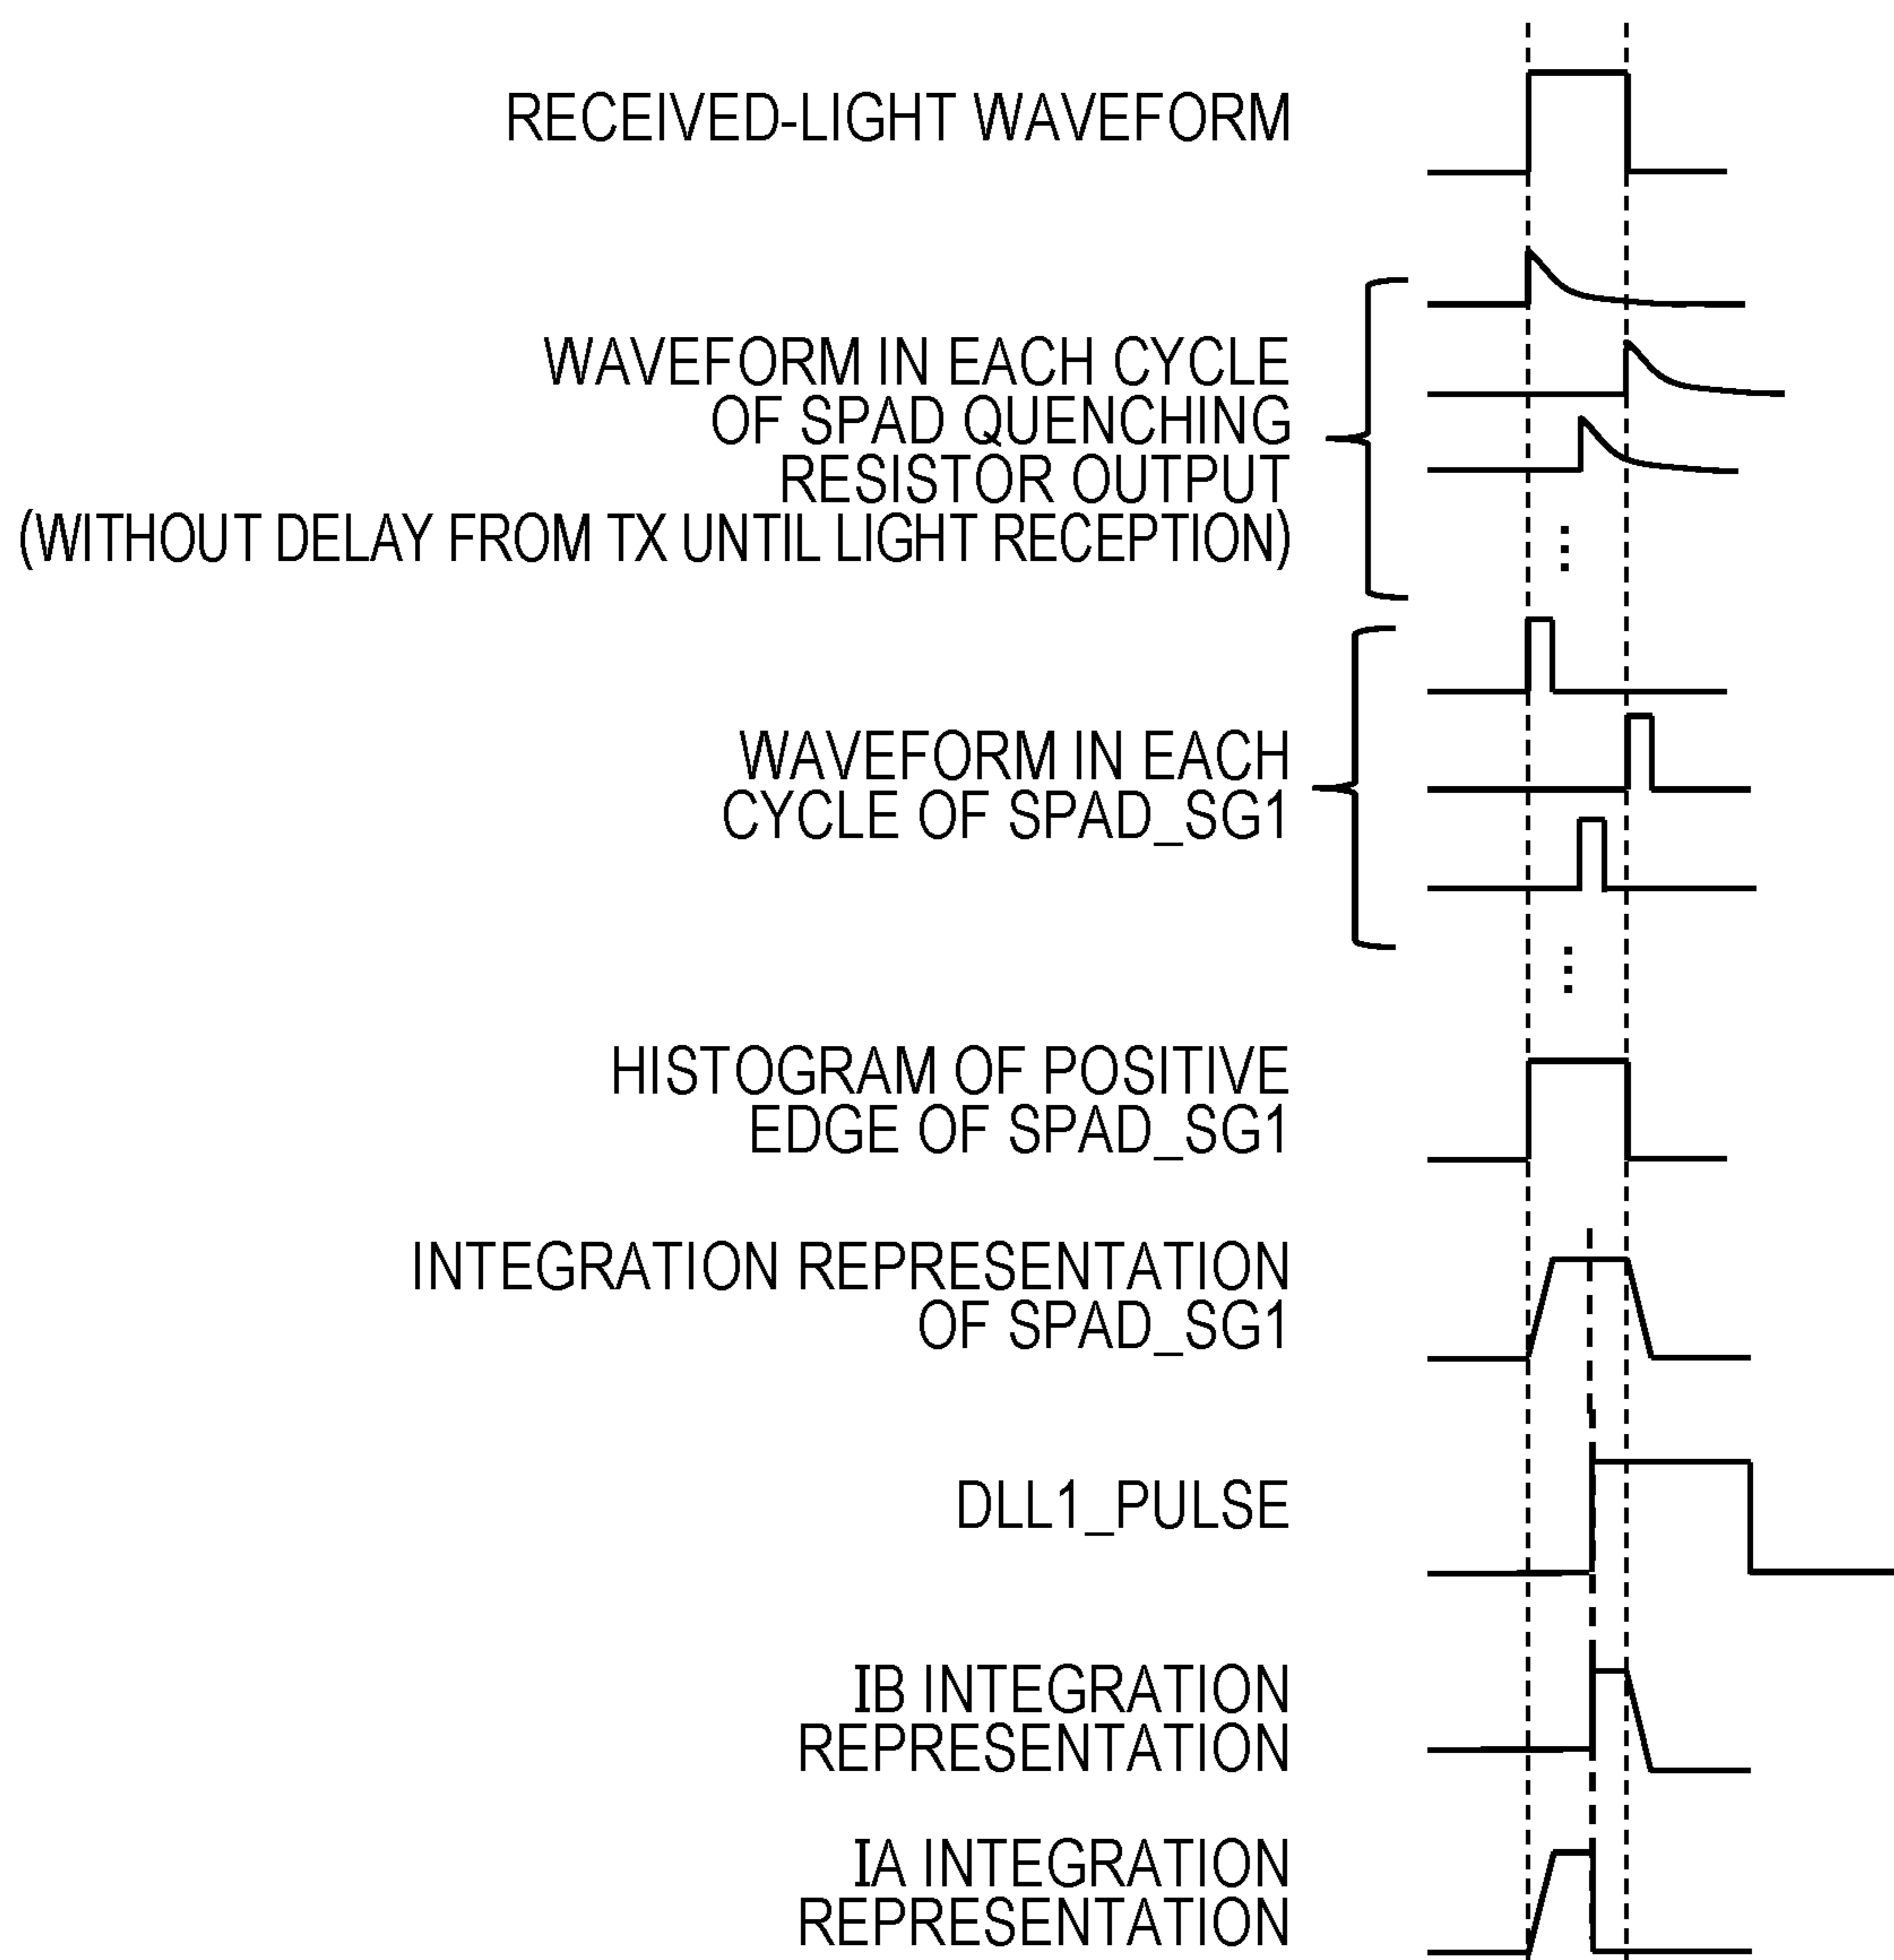 RECEIVED-LIGHT WAVEFORM
WAVEFORM IN EACH CYCLE
OF SPAD QUENCHING
RESISTOR OUTPUT
(WITHOUT DELAY FROM TX UNTIL LIGHT RECEPTION)
WAVEFORM IN EACH
CYCLE OF SPAD_SG1
HISTOGRAM OF POSITIVE
EDGE OF SPAD_SG1
INTEGRATION REPRESENTATION
OF SPAD_SG1
DLL1_PULSE
IB INTEGRATION
REPRESENTATION
IA INTEGRATION
REPRESENTATION